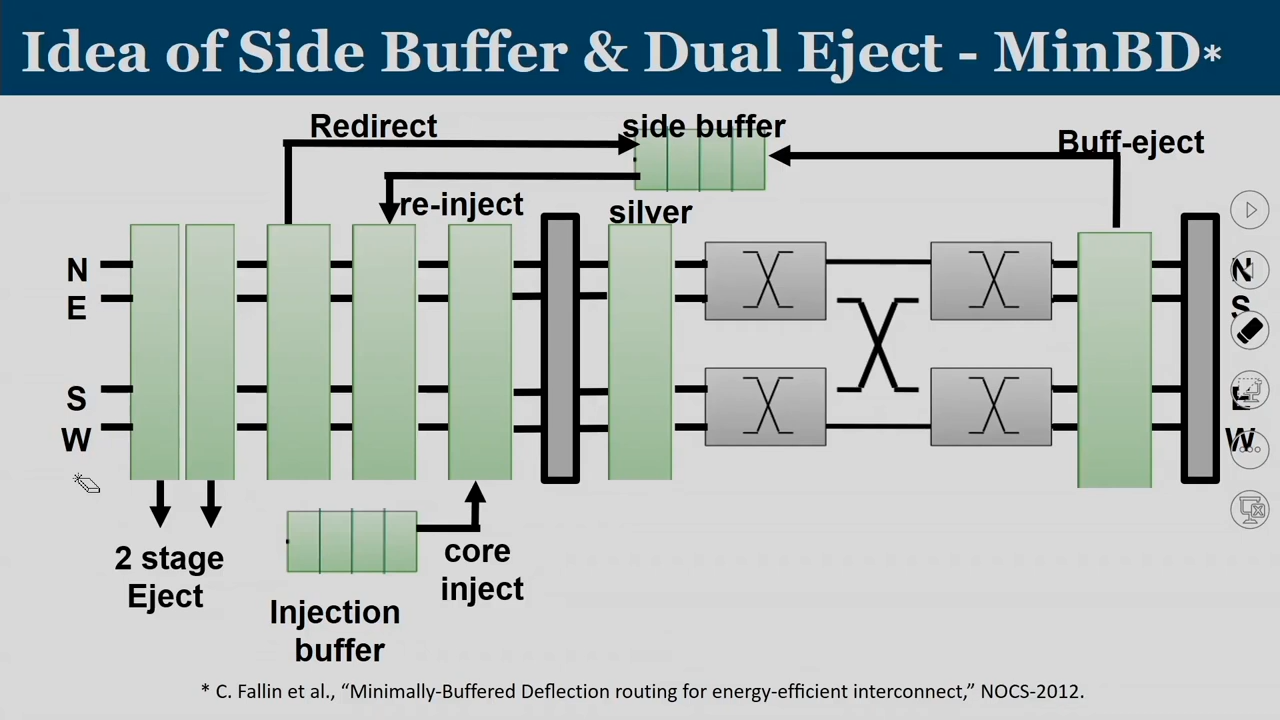 Idea of Side Buffer & Dual Eject - MinBD*
Redirect
side buffer
Buff-eject
re-inject
silver
N
E
S
W
N
S
E
W
2 stage
Eject
core
inject
Injection
buffer
* C. Fallin et al., “Minimally-Buffered Deflection routing for energy-efficient interconnect,” NOCS-2012.